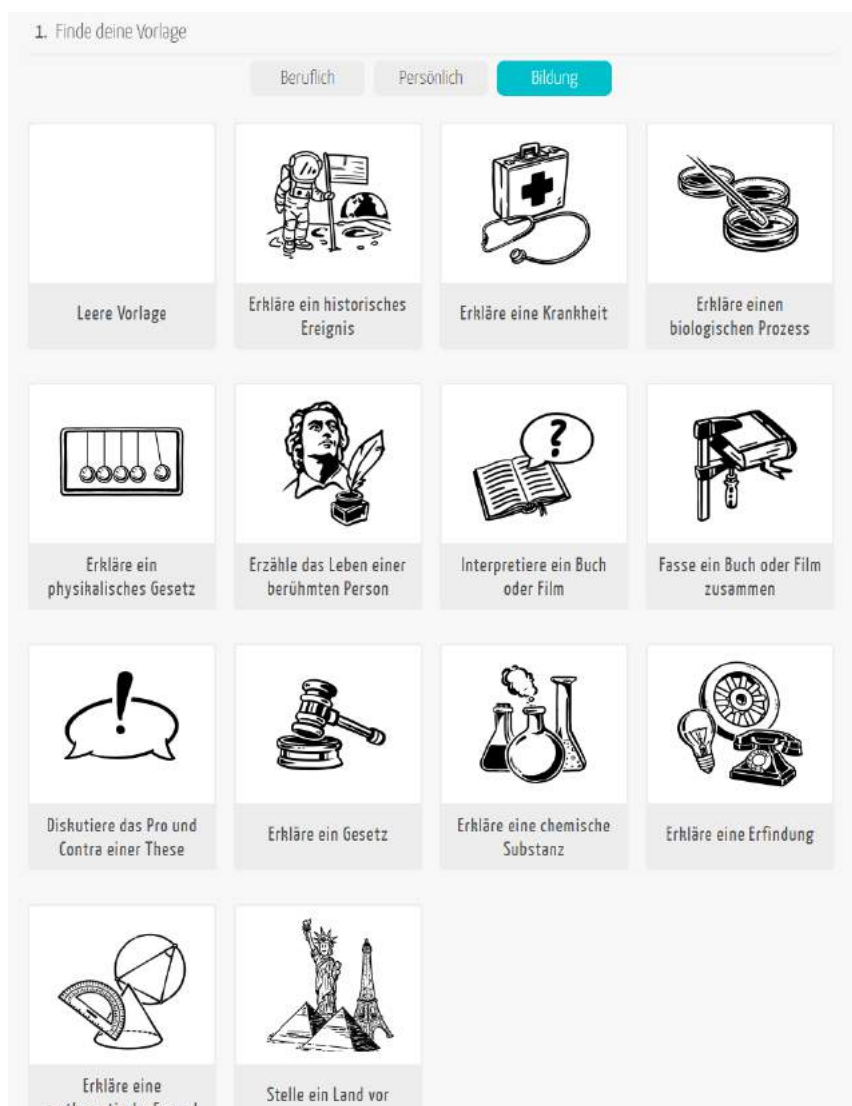 1. Finde deine Vorlage
Beruflich Persönlich Bildung
Leere Vorlage
Erkläre ein historisches
Ereignis
Erkläre eine Krankheit
Erkläre einen
biologischen Prozess
Erkläre ein
physikalisches Gesetz
Erzähle das Leben einer
berühmten Person
Interpretiere ein Buch
oder Film
Fasse ein Buch oder Film
zusammen
Diskutiere das Pro und
Contra einer These
Erkläre ein Gesetz
Erkläre eine chemische
Substanz
Erkläre eine Erfindung
Erkläre eine
Stelle ein Land vor